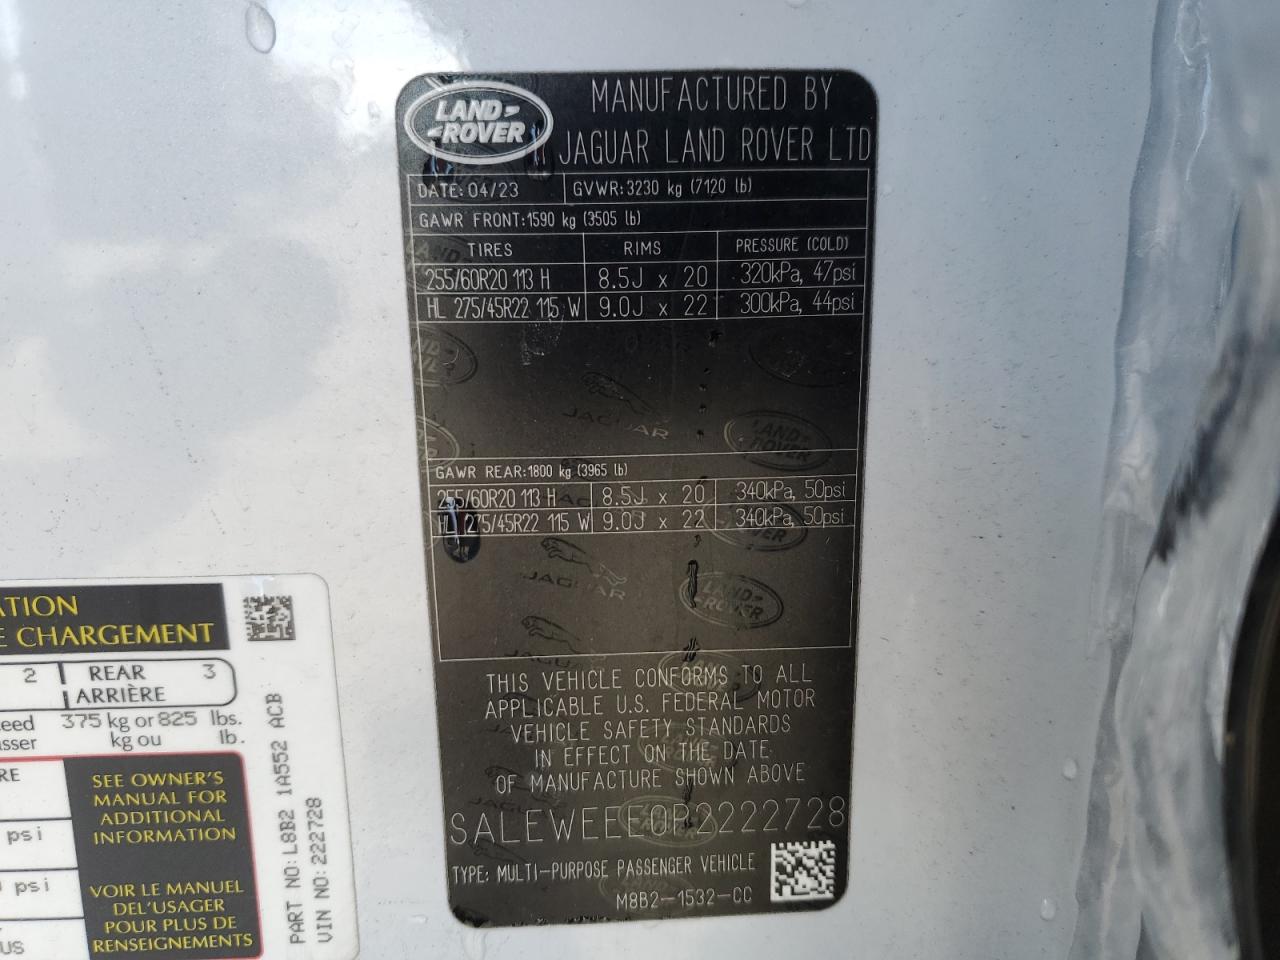 LAND ROVER
MANUFACTURED BY
JAGUAR LAND ROVER LTD
DATE: 04/23 GVWR: 3230 kg (7120 lb)
GAWR FRONT: 1590 kg (3505 lb)
TIRES RIMS PRESSURE (COLD)
255/60R20 113 H 8.5J x 20 320kPa, 47psi
HL 275/45R22 115 W 9.0J x 22 300kPa, 44psi
GAWR REAR: 1800 kg (3965 lb)
255/60R20 113 H 8.5J x 20 340kPa, 50psi
HL 275/45R22 115 W 9.0J x 22 340kPa, 50psi
THIS VEHICLE CONFORMS TO ALL
APPLICABLE U.S. FEDERAL MOTOR
VEHICLE SAFETY STANDARDS
IN EFFECT ON THE DATE
OF MANUFACTURE SHOWN ABOVE
SALEWEEE0P2222728
TYPE: MULTI-PURPOSE PASSENGER VEHICLE
M8B2-1532-CC
CHARGEMENT
2 REAR 3
ARRIÈRE
375 kg or 825 lbs.
kg ou lb.
SEE OWNER'S
MANUAL FOR
ADDITIONAL
INFORMATION
psi
psi
VOIR LE MANUEL
DEL'USAGER
POUR PLUS DE
RENSEIGNEMENTS
PART NO: L8B2 1A552 ACB
VIN NO: 222728